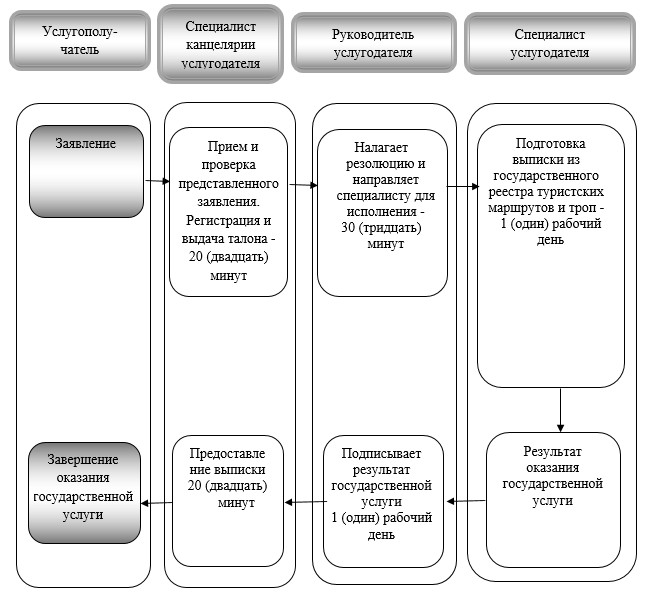 Услугополу-
чатель
Специалист
канцелярии
услугодателя
Руководитель
услугодателя
Специалист
услугодателя
Заявление
Прием и
проверка
представленного
заявления.
Регистрация и
выдача талона -
20 (двадцать)
минут
Налагает
резолюцию и
направляет
специалисту для
исполнения -
30 (тридцать)
минут
Подготовка
выписки из
государственного
реестра туристских
маршрутов и троп -
1 (один) рабочий
день
Завершение
оказания
государственной
услуги
Предоставле
ние выписки
20 (двадцать)
минут
Подписывает
результат
государственной
услуги
1 (один) рабочий
день
Результат
оказания
государственной
услуги